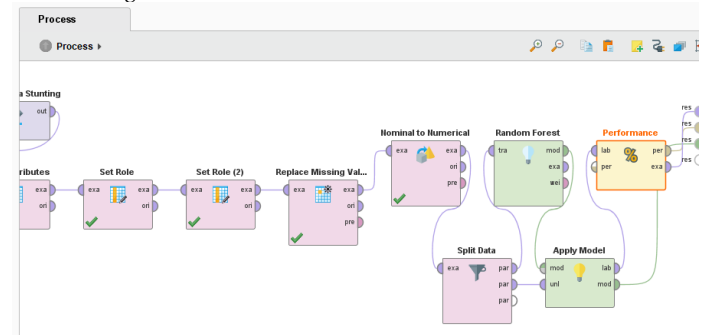 Process
Process
a Stunting
out
res
res
res
res
Nominal to Numerical
exa
exa
ori
pre
Random Forest
tra
mod
exa
wei
Performance
lab
per
per
exa
ributes
exa
ori
Set Role
exa
exa
ori
Set Role (2)
exa
exa
ori
Replace Missing Val...
exa
exa
ori
pre
Split Data
exa
par
par
par
Apply Model
mod
lab
unl
mod